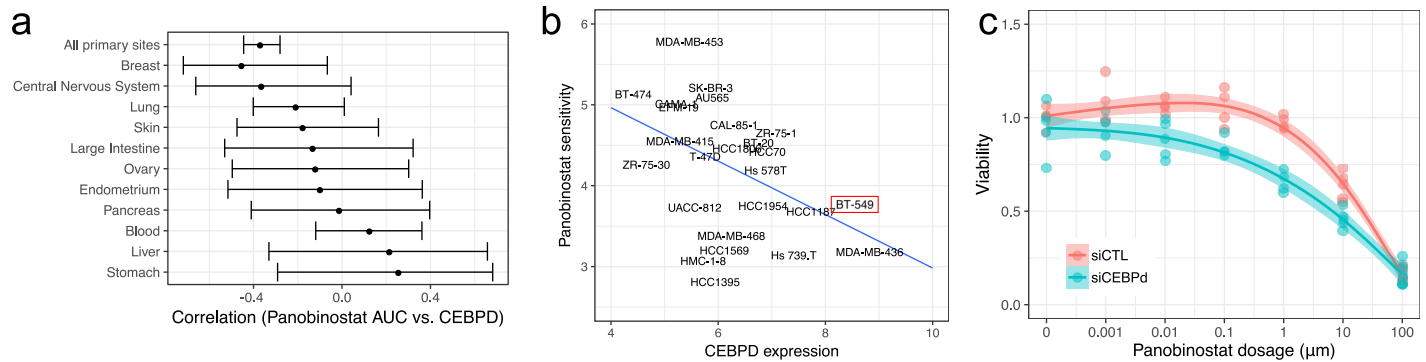 a
All primary sites
Breast
Central Nervous System
Lung
Skin
Large Intestine
Ovary
Endometrium
Pancreas
Blood
Liver
Stomach
-0.4 0.0 0.4
Correlation (Panobinostat AUC vs. CEBPD)
b
Panobinostat sensitivity
6
5
4
3
MDA-MB-453
SK-BR-3
BT-474
AU565
CAMA-1
EFM-19
CAL-85-1
ZR-75-1
MDA-MB-415
BT-20
HCC1806
HCC70
T-47D
ZR-75-30
Hs 578T
UACC-812
HCC1954
HCC1187
BT-549
MDA-MB-468
HCC1569
Hs 739.T
MDA-MB-436
HMC-1-8
HCC1395
4 6 8 10
CEBPD expression
c
Viability
1.5
1.0
0.5
0.0
siCTL
siCEBPd
0 0.001 0.01 0.1 1 10 100
Panobinostat dosage (μm)